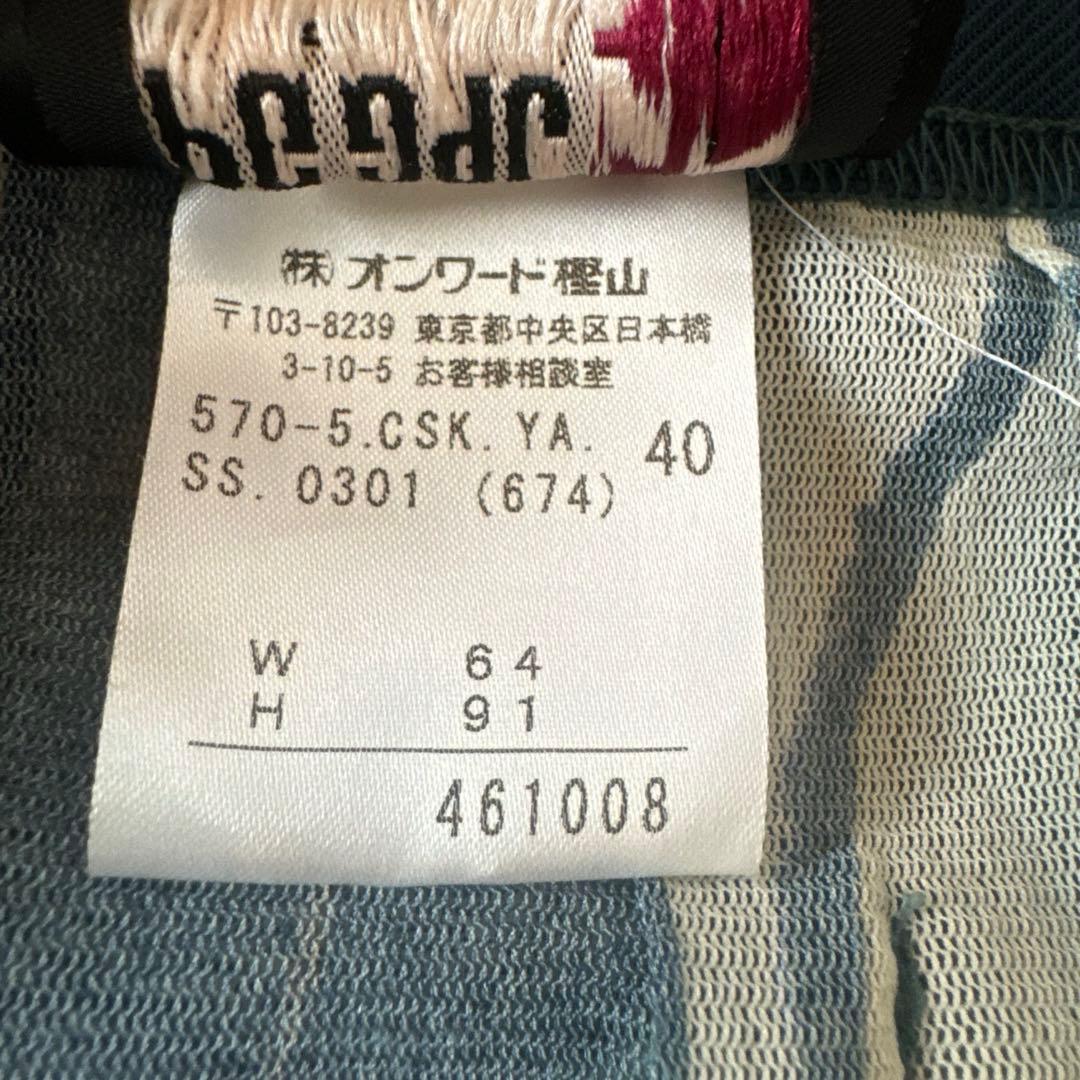 JPG
㈱ オンワード樫山
〒103-8239 東京都中央区日本橋
3-10-5 お客様相談室
570-5.CSK.YA. 40
SS. 0301 (674)
W 64
H 91
461008